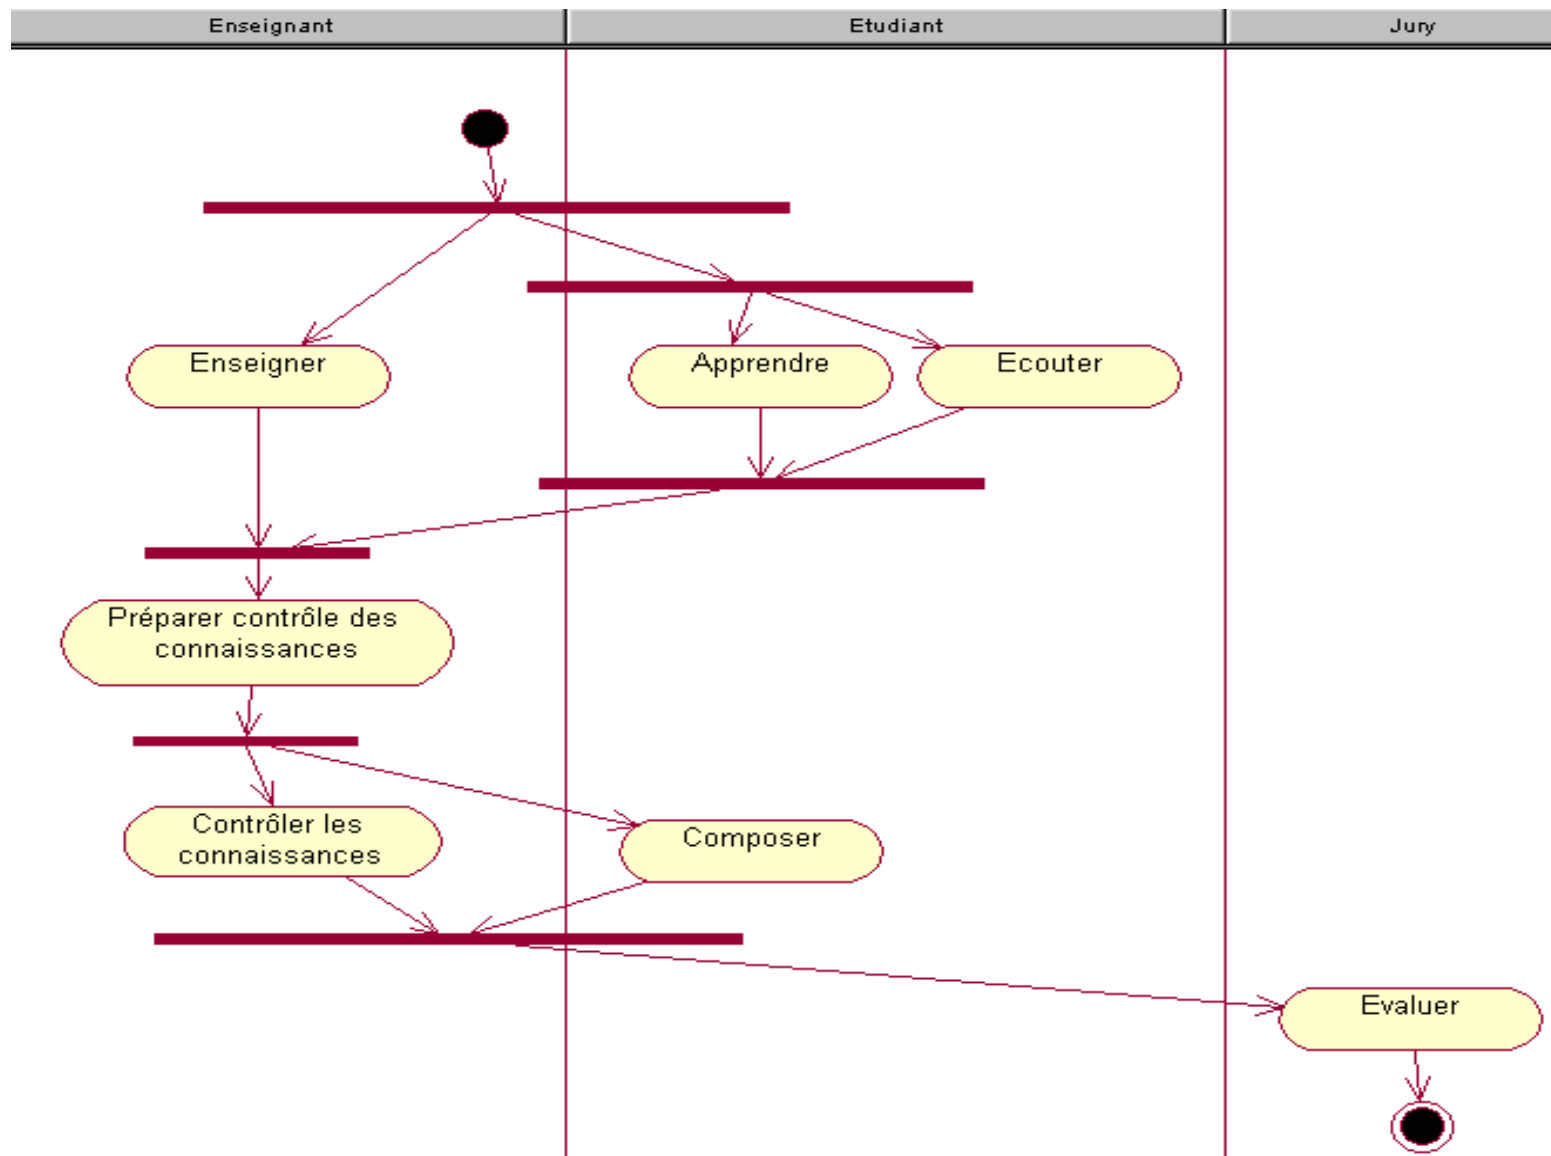 Enseignant
Etudiant
Jury
Enseigner
Apprendre
Ecouter
Préparer contrôle des
connaissances
Contrôler les
connaissances
Composer
Evaluer